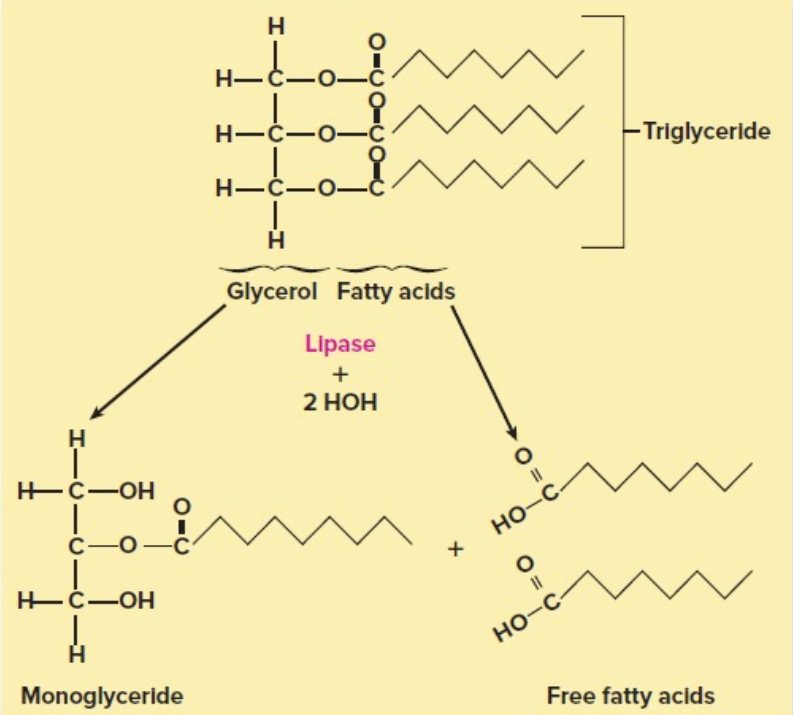 H
O
H—C—O—C
O
H—C—O—C
Triglyceride
O
H—C—O—C
H
Glycerol Fatty acids
Lipase
+
2 HOH
H
O
H—C—OH
C
O
HO
C—O—C
+
O
H—C—OH
C
HO
H
Monoglyceride
Free fatty acids